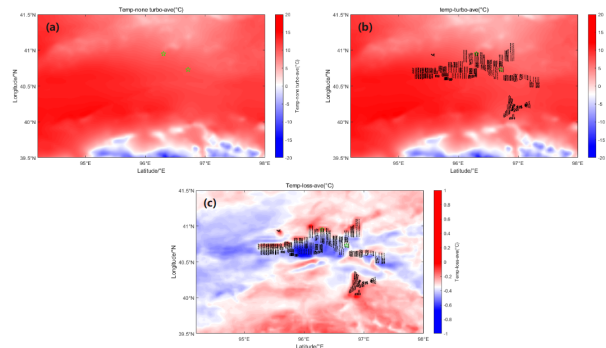 Temp-none turbo-ave(°C)
(a)
41.5°N
41°N
40.5°N
40°N
39.5°N
95°E
96°E
97°E
98°E
Longitude/°N
Latitude/°E
20
15
10
5
0
-5
-10
-15
-20
Temp-none turbo-ave(°C)
temp-turbo-ave(°C)
(b)
41.5°N
41°N
40.5°N
40°N
39.5°N
95°E
96°E
97°E
98°E
Longitude/°N
Latitude/°E
20
15
10
5
0
-5
-10
-15
-20
Temp-loss-ave(°C)
(c)
41.5°N
41°N
40.5°N
40°N
39.5°N
95°E
96°E
97°E
98°E
Longitude/°N
Latitude/°E
1
0.8
0.6
0.4
0.2
0
-0.2
-0.4
-0.6
-0.8
-1
Temp-loss-ave(°C)